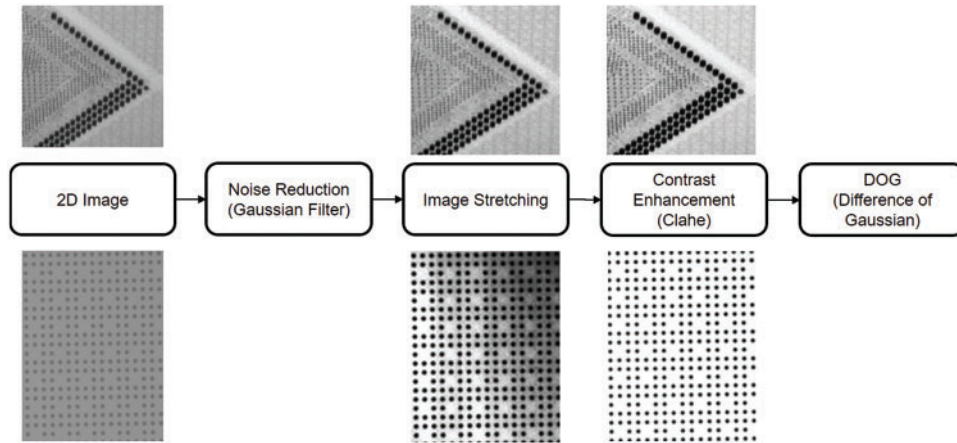 2D Image
Noise Reduction
(Gaussian Filter)
Image Stretching
Contrast
Enhancement
(Clahe)
DOG
(Difference of
Gaussian)